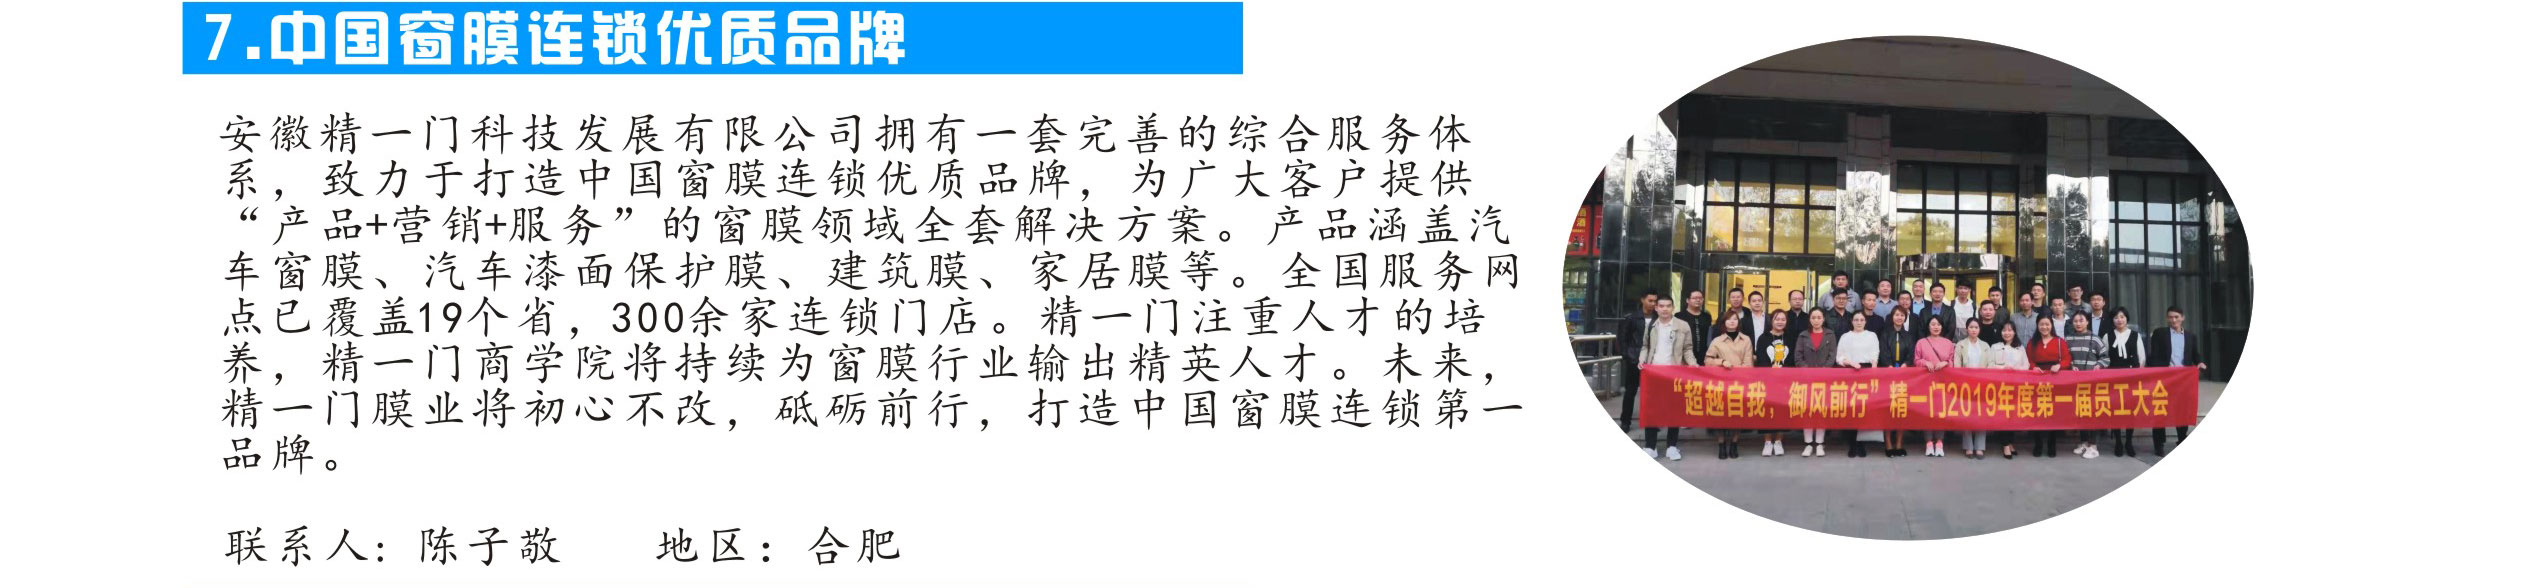 7.中国窗膜连锁优质品牌
安徽精一门科技发展有限公司拥有一套完善的综合服务体
系，致力于打造中国窗膜连锁优质品牌，为广大客户提供
“产品+营销+服务”的窗膜领域全套解决方案。产品涵盖汽
车窗膜、汽车漆面保护膜、建筑膜、家居膜等。全国服务网
点已覆盖19个省，300余家连锁门店。精一门注重人才的培
养，精一门商学院将持续为窗膜行业输出精英人才。未来，
精一门膜业将初心不改，砥砺前行，打造中国窗膜连锁第一
品牌。
联系人：陈子敬 地区：合肥
“超越自我，御风前行”精一门2019年度第一届员工大会